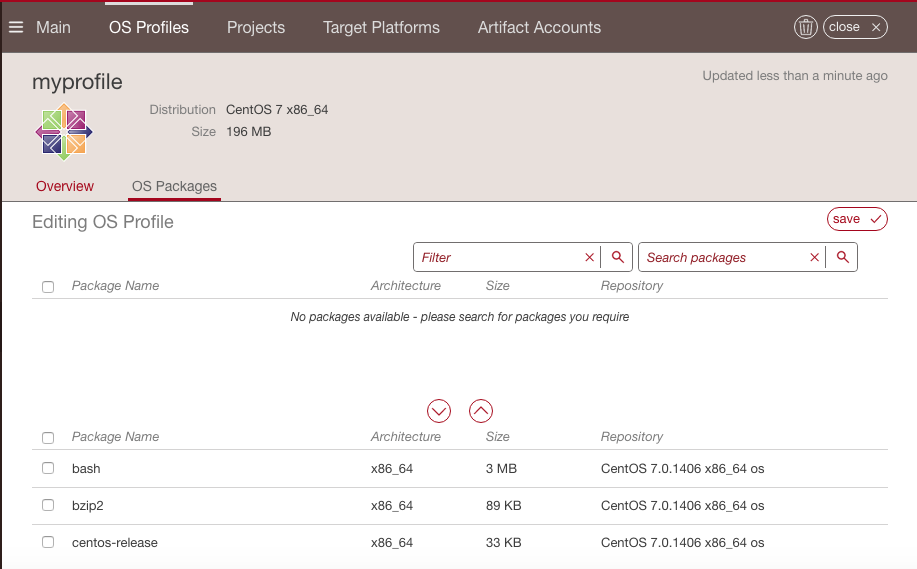 Main OS Profiles Projects Target Platforms Artifact Accounts close
myprofile
Updated less than a minute ago
Distribution CentOS 7 x86_64
Size 196 MB
Overview OS Packages
Editing OS Profile
save
Filter Search packages
Package Name Architecture Size Repository
No packages available - please search for packages you require
Package Name Architecture Size Repository
bash x86_64 3 MB CentOS 7.0.1406 x86_64 os
bzip2 x86_64 89 KB CentOS 7.0.1406 x86_64 os
centos-release x86_64 33 KB CentOS 7.0.1406 x86_64 os